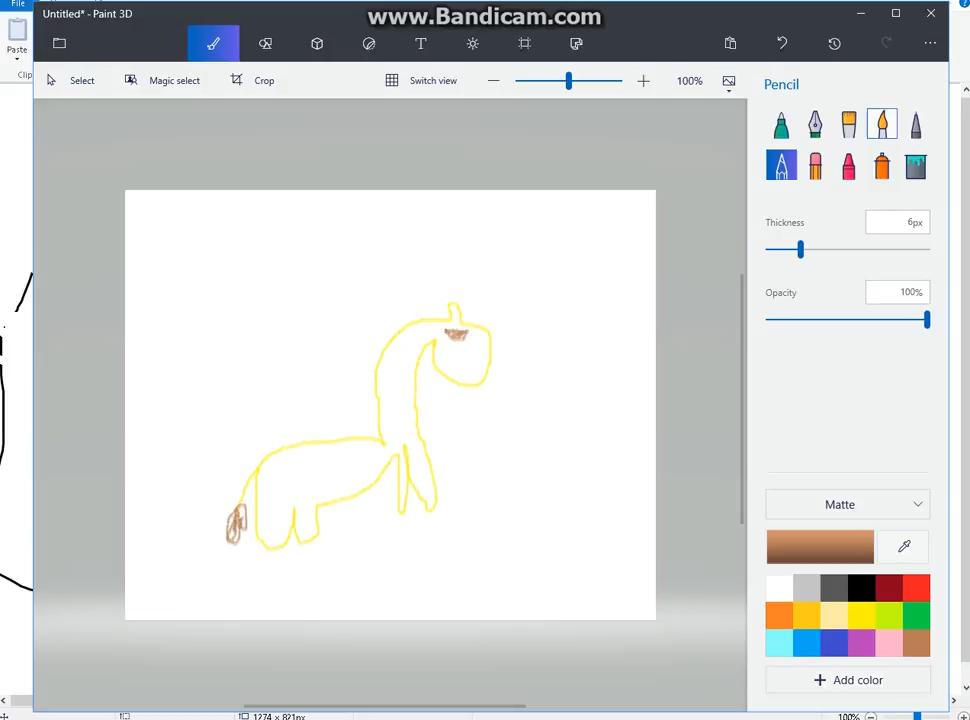 File
Untitled* - Paint 3D
www.Bandicam.com
Paste
Clip
Select
Magic select
Crop
Switch view
100%
Pencil
Thickness
6px
Opacity
100%
Matte
Add color
1274 × 821px
100%